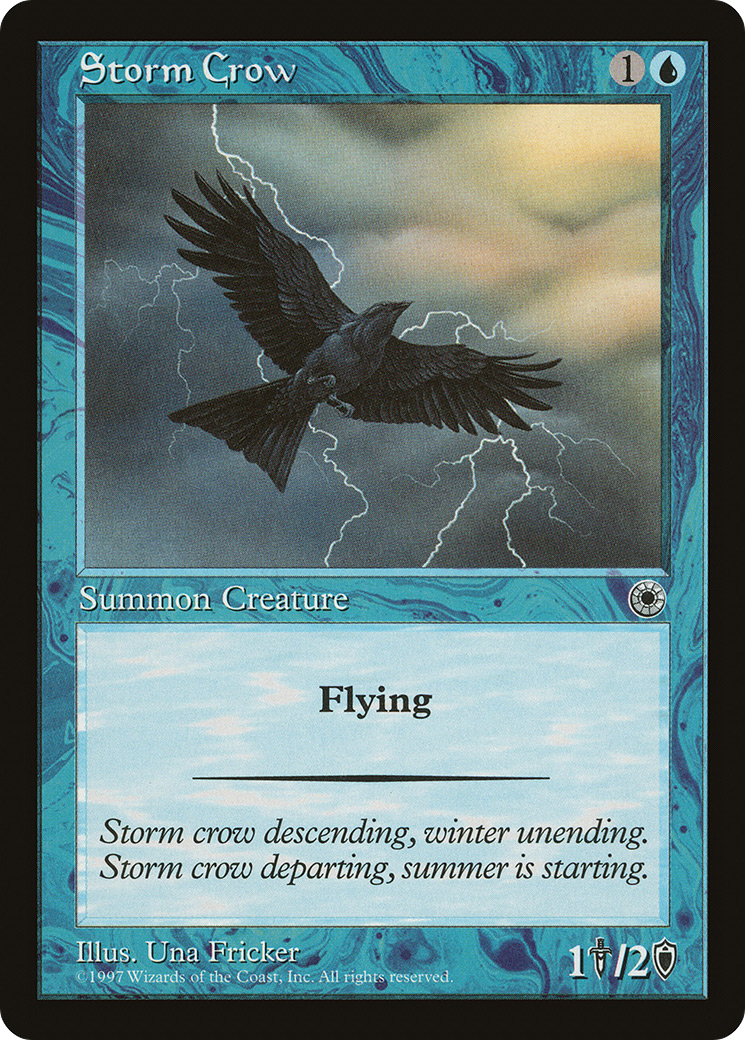 Storm Crow 1
Summon Creature
Flying
Storm crow descending, winter unending.
Storm crow departing, summer is starting.
Illus. Una Fricker
©1997 Wizards of the Coast, Inc. All rights reserved.
1/2